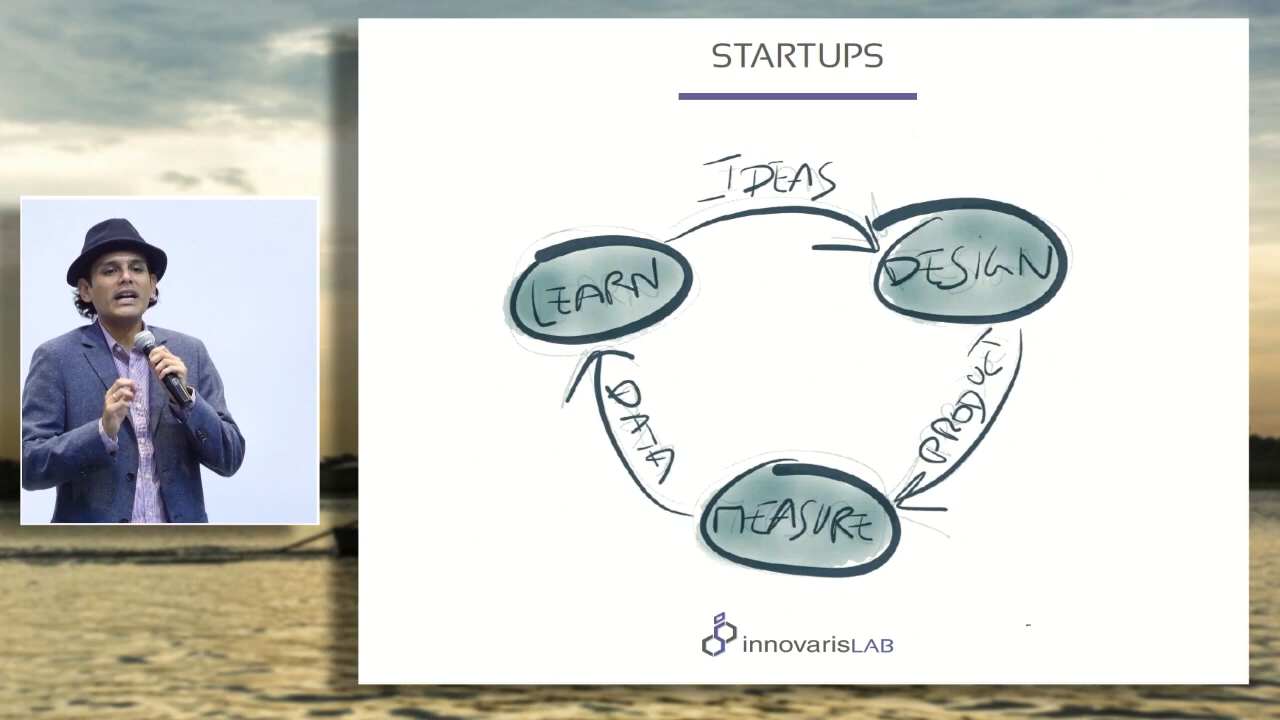 STARTUPS
IDEAS
LEARN
DESIGN
PRODUCT
DATA
MEASURE
innovarisLAB